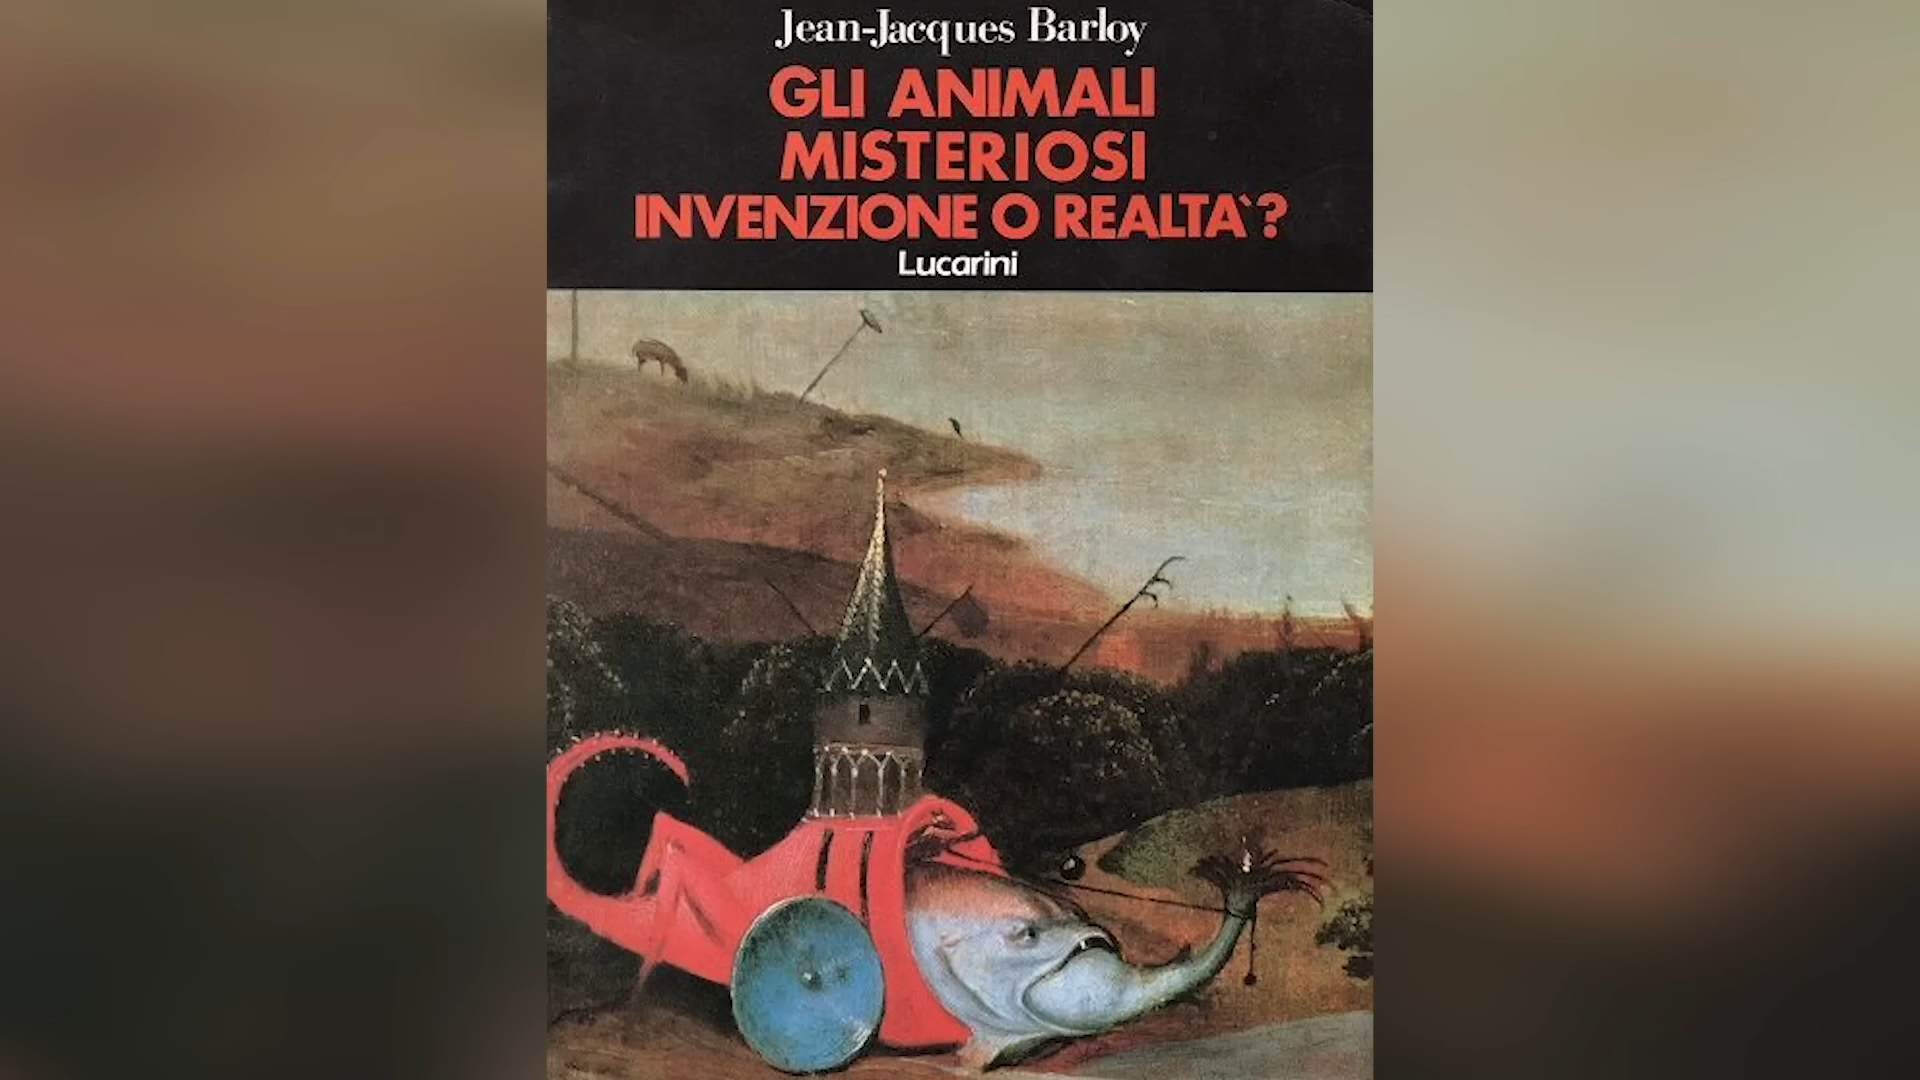 Jean-Jacques Barloy
GLI ANIMALI
MISTERIOSI
INVENZIONE O REALTA`?
Lucarini